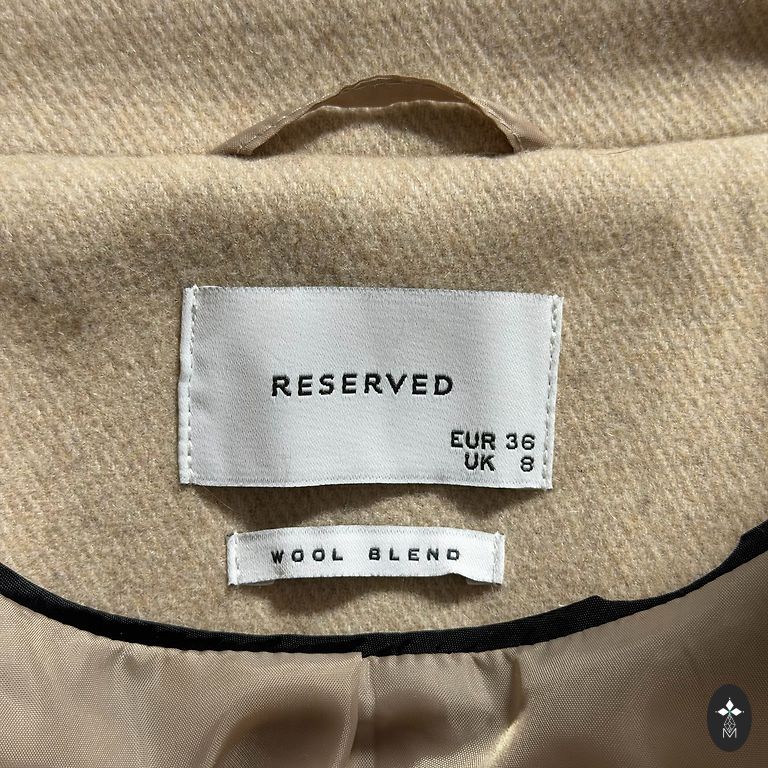 RESERVED
EUR 36
UK 8
WOOL BLEND